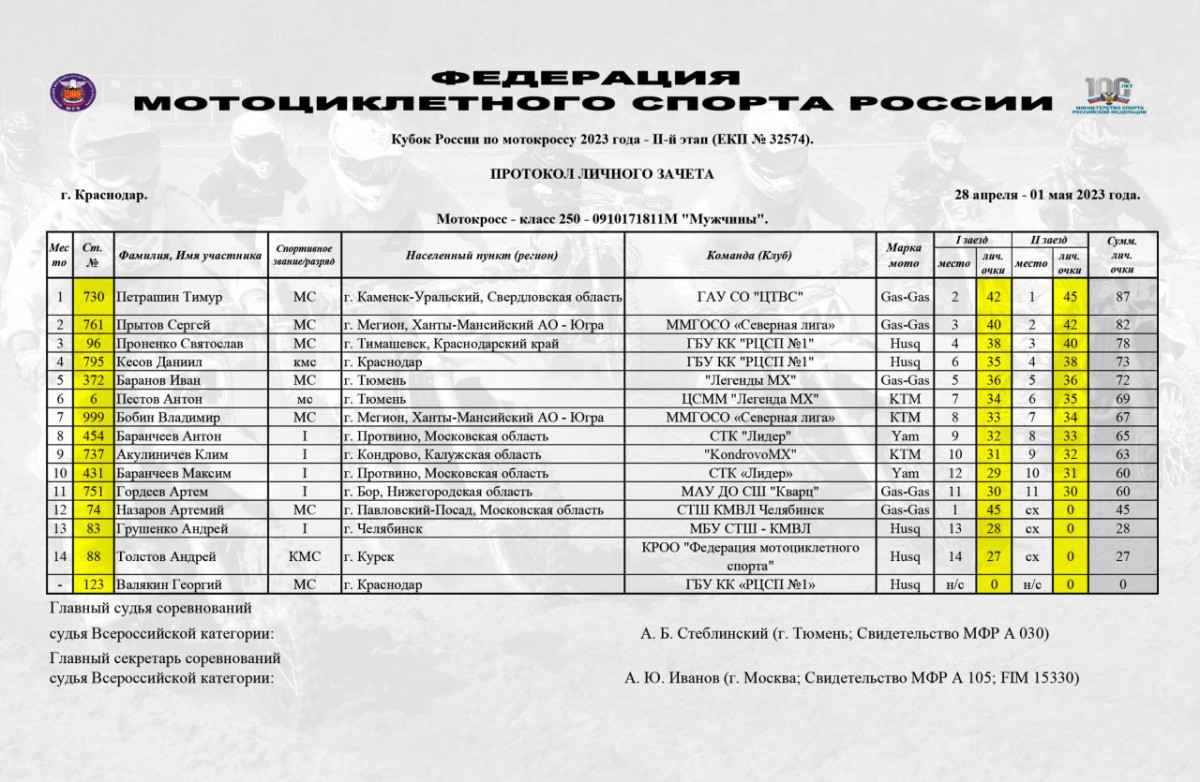 ФЕДЕРАЦИЯ
МОТОЦИКЛЕТНОГО СПОРТА РОССИИ
100 ЛЕТ
МИНИСТЕРСТВО СПОРТА
РОССИЙСКОЙ ФЕДЕРАЦИИ
Кубок России по мотокроссу 2023 года - II-й этап (ЕКП № 32574).
ПРОТОКОЛ ЛИЧНОГО ЗАЧЕТА
г. Краснодар. 28 апреля - 01 мая 2023 года.
Мотокросс - класс 250 - 0910171811М "Мужчины".
Место Ст. № Фамилия, Имя участника Спортивное звание/разряд Населенный пункт (регион) Команда (Клуб) Марка мото I заезд место лич. очки II заезд место лич. очки Сумм. лич. очки
1 730 Петрашин Тимур МС г. Каменск-Уральский, Свердловская область ГАУ СО "ЦТВС" Gas-Gas 2 42 1 45 87
2 761 Прытов Сергей МС г. Мегион, Ханты-Мансийский АО - Югра ММГОСО «Северная лига» Gas-Gas 3 40 2 42 82
3 96 Проненко Святослав МС г. Тимашевск, Краснодарский край ГБУ КК "РЦСП №1" Husq 4 38 3 40 78
4 795 Кесов Даниил кмс г. Краснодар ГБУ КК "РЦСП №1" Husq 6 35 4 38 73
5 372 Баранов Иван МС г. Тюмень "Легенды МХ" Gas-Gas 5 36 5 36 72
6 6 Пестов Антон мс г. Тюмень ЦСММ "Легенда МХ" KTM 7 34 6 35 69
7 999 Бобин Владимир МС г. Мегион, Ханты-Мансийский АО - Югра ММГОСО «Северная лига» KTM 8 33 7 34 67
8 454 Баранчеев Антон I г. Протвино, Московская область СТК "Лидер" Yam 9 32 8 33 65
9 737 Акулиничев Клим I г. Кондрово, Калужская область "KondrovoMX" KTM 10 31 9 32 63
10 431 Баранчеев Максим I г. Протвино, Московская область СТК «Лидер» Yam 12 29 10 31 60
11 751 Гордеев Артем I г. Бор, Нижегородская область МАУ ДО СШ "Кварц" Gas-Gas 11 30 11 30 60
12 74 Назаров Артемий МС г. Павловский-Посад, Московская область СТШ КМВЛ Челябинск Gas-Gas 1 45 сх 0 45
13 83 Грушенко Андрей I г. Челябинск МБУ СТШ - КМВЛ Husq 13 28 сх 0 28
14 88 Толстов Андрей КМС г. Курск КРОО "Федерация мотоциклетного спорта" Husq 14 27 сх 0 27
- 123 Валякин Георгий МС г. Краснодар ГБУ КК «РЦСП №1» Husq н/с 0 н/с 0 0
Главный судья соревнований
судья Всероссийской категории: А. Б. Стеблинский (г. Тюмень; Свидетельство МФР А 030)
Главный секретарь соревнований
судья Всероссийской категории: А. Ю. Иванов (г. Москва; Свидетельство МФР А 105; FIM 15330)